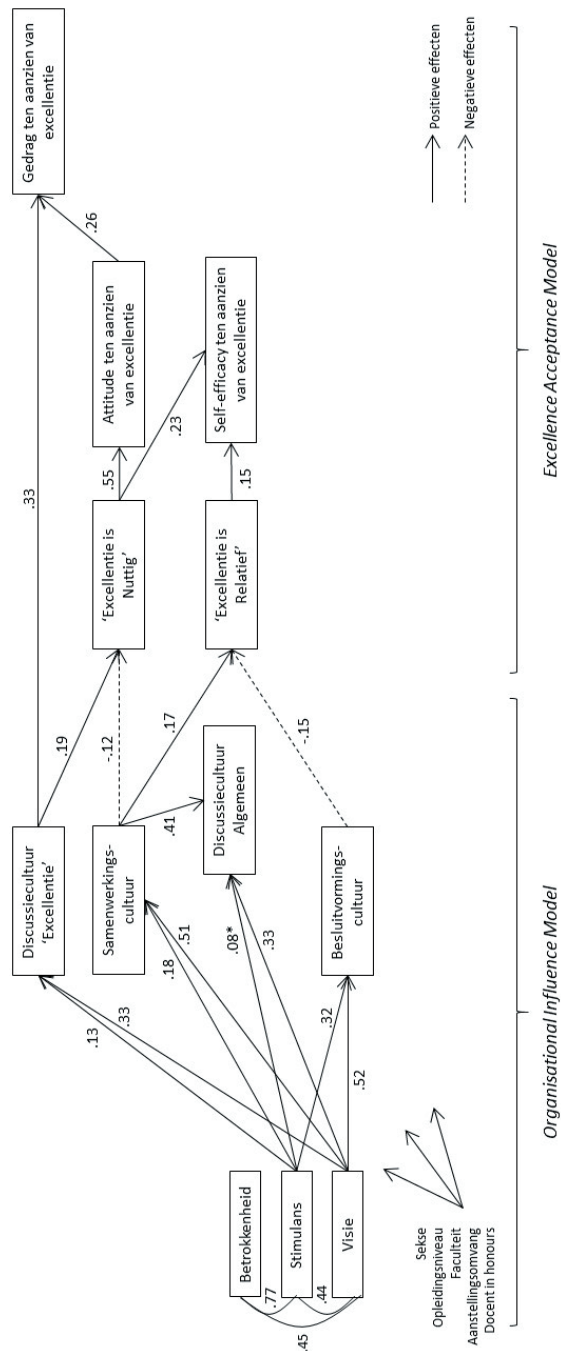 Betrokkenheid
Stimulans
Visie
.77
.44
.45
Sekse
Opleidingsniveau
Faculteit
Aanstellingsomvang
Docent in honours
.13
.33
.18
.51
.08*
.33
.32
.52
Discussiecultuur
'Excellentie'
Samenwerkings-
cultuur
Discussiecultuur
Algemeen
Besluitvormings-
cultuur
.41
.33
.19
-.12
.17
-.15
'Excellentie is
Nuttig'
'Excellentie is
Relatief'
.55
.23
.15
Attitude ten aanzien
van excellentie
Self-efficacy ten aanzien
van excellentie
.26
Gedrag ten aanzien van
excellentie
Positieve effecten
Negatieve effecten
Organisational Influence Model
Excellence Acceptance Model